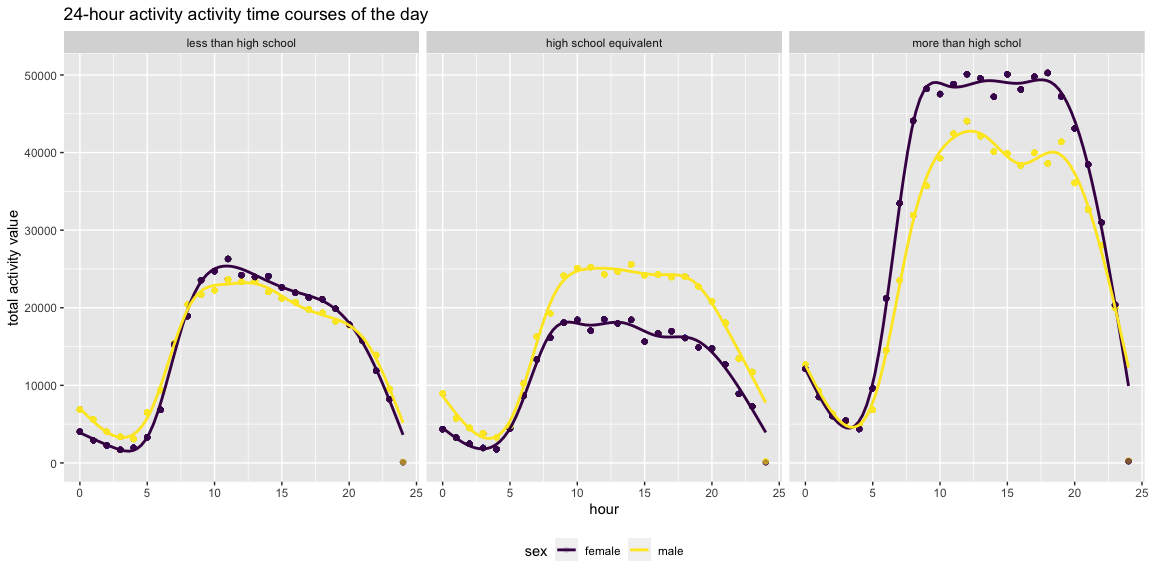 24-hour activity activity time courses of the day
less than high school
high school equivalent
more than high schol
total activity value
50000
40000
30000
20000
10000
0
0 5 10 15 20 25
0 5 10 15 20 25
0 5 10 15 20 25
hour
sex female male